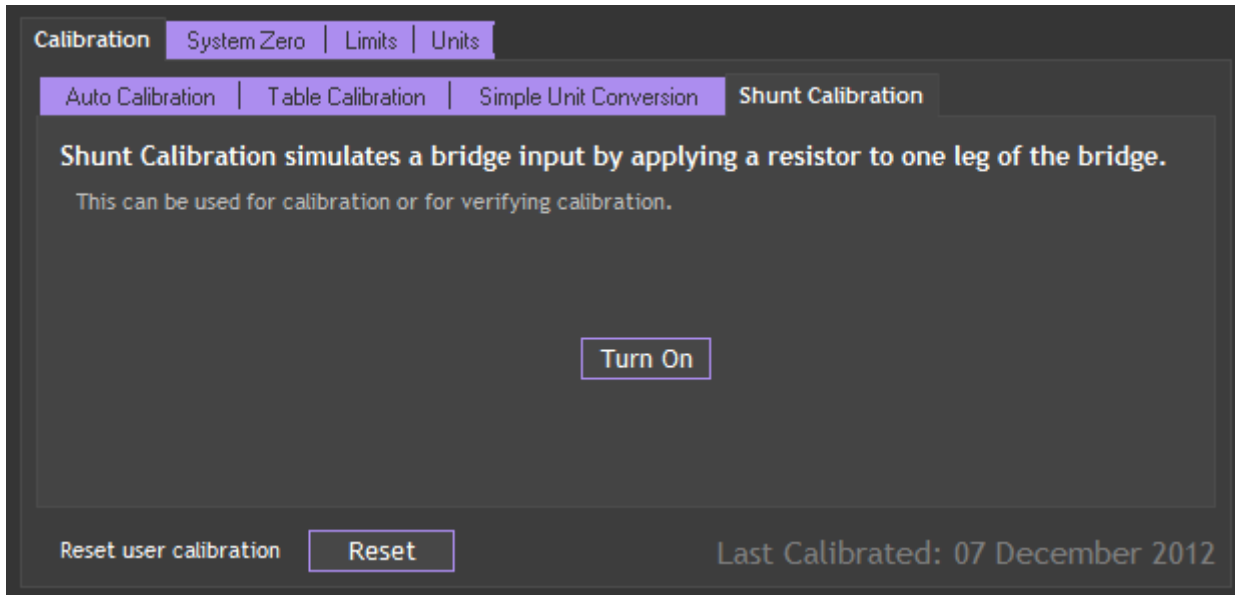 Calibration System Zero | Limits | Units
Auto Calibration | Table Calibration | Simple Unit Conversion Shunt Calibration
Shunt Calibration simulates a bridge input by applying a resistor to one leg of the bridge.
This can be used for calibration or for verifying calibration.
Turn On
Reset user calibration Reset Last Calibrated: 07 December 2012